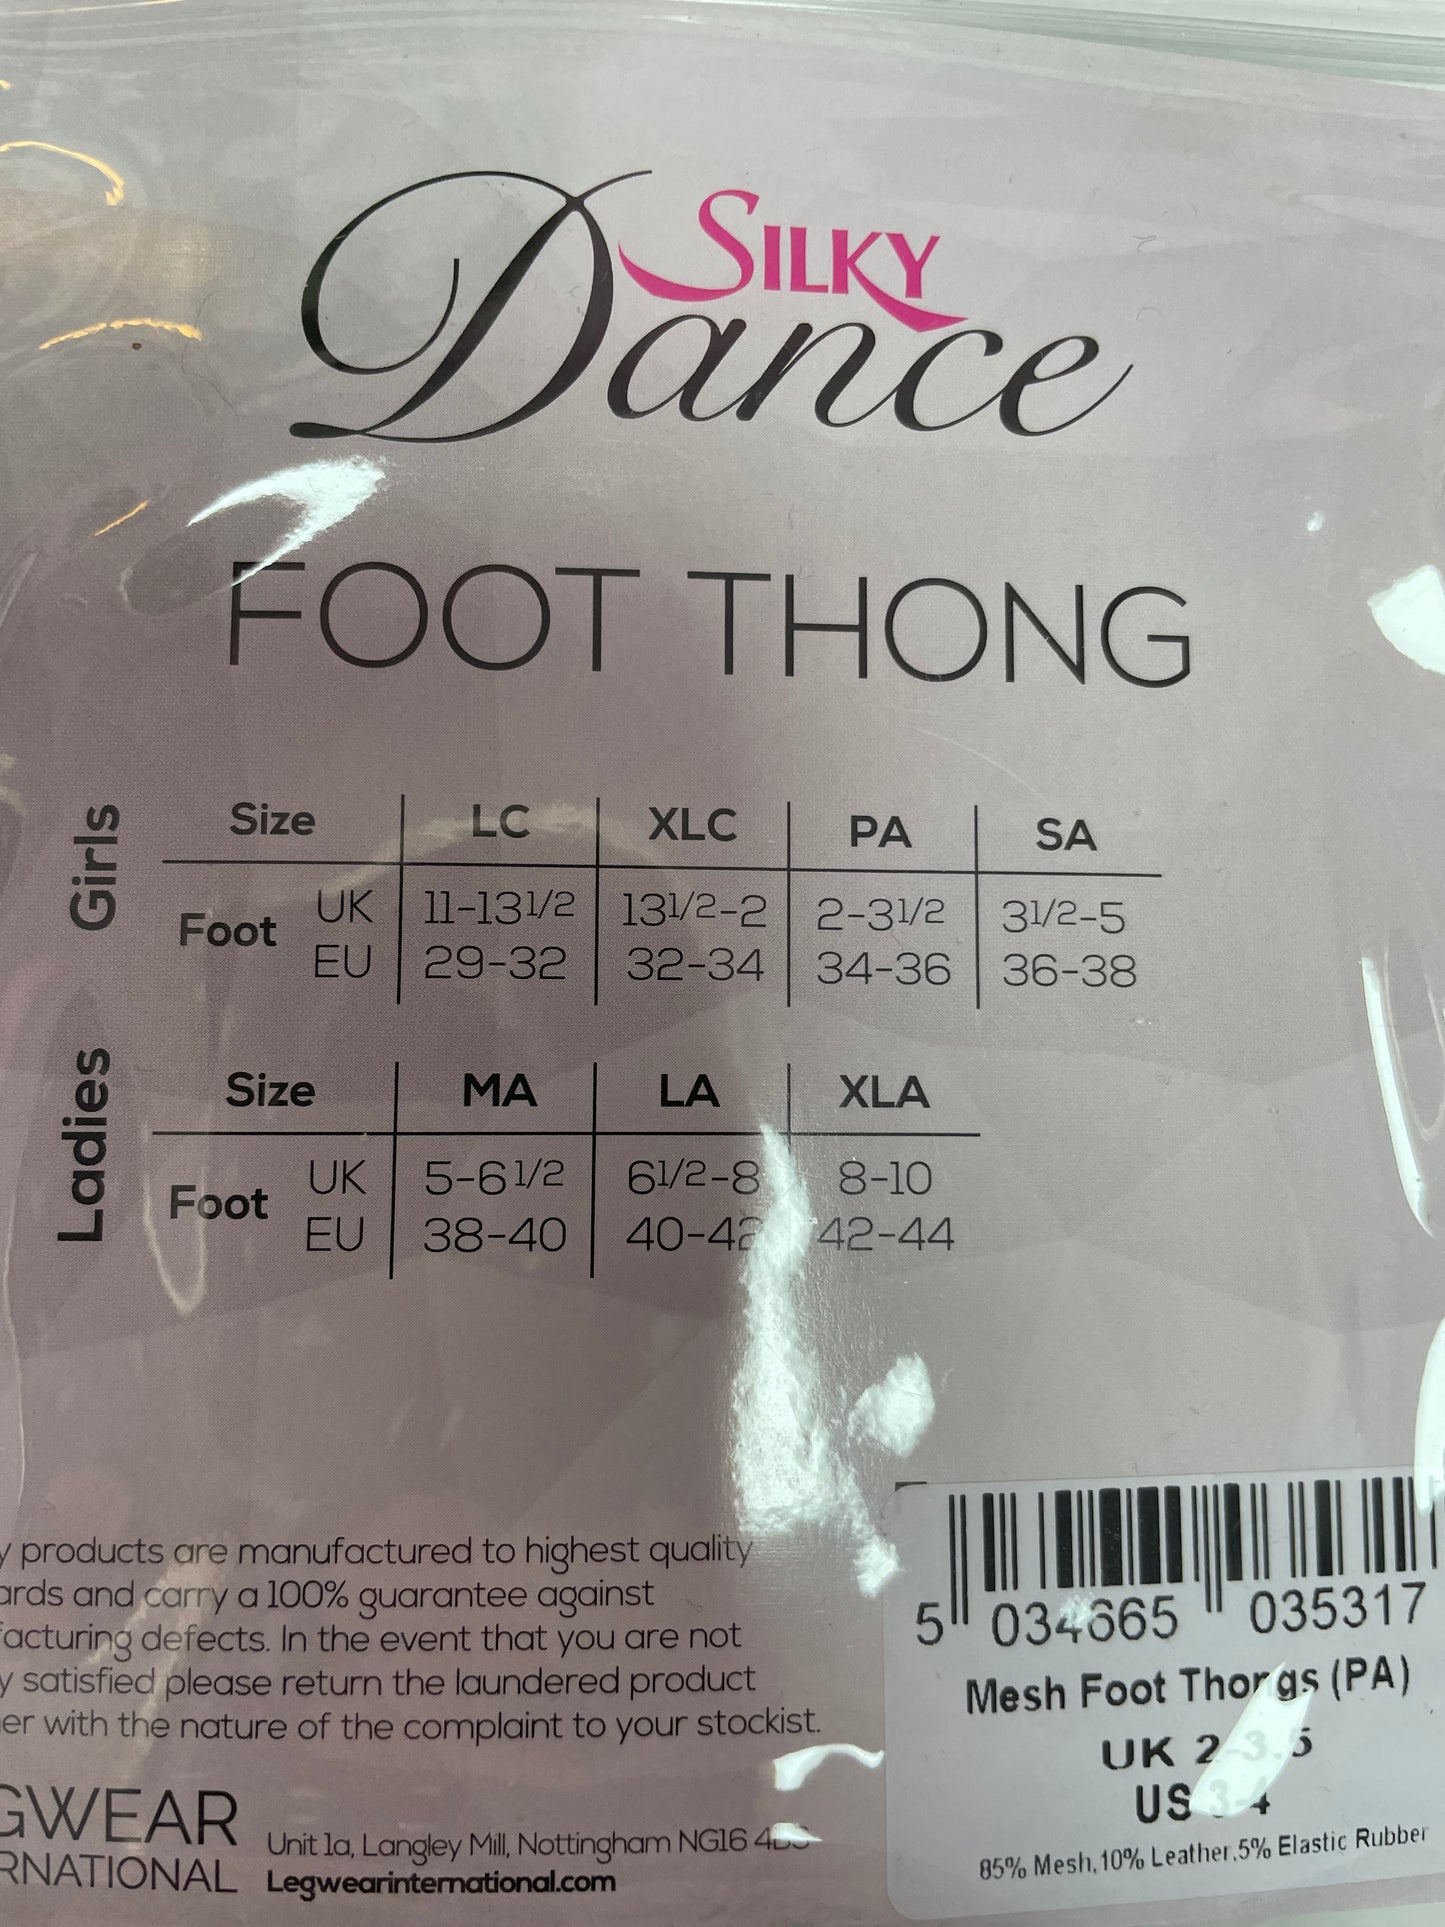 SILKY
Dance
FOOT THONG
Girls
Size LC XLC PA SA
Foot UK 11-13 1/2 13 1/2-2 2-3 1/2 3 1/2-5
EU 29-32 32-34 34-36 36-38
Ladies
Size MA LA XLA
Foot UK 5-6 1/2 6 1/2-8 8-10
EU 38-40 40-42 42-44
products are manufactured to highest quality
and carry a 100% guarantee against
defects. In the event that you are not
satisfied please return the laundered product
with the nature of the complaint to your stockist.
GWEAR
RNATIONAL
Unit 1a, Langley Mill, Nottingham NG16
Legwearinternational.com
5 034665 035317
Mesh Foot Thongs (PA)
UK 2-3.5
US 3-4
85% Mesh,10% Leather,5% Elastic Rubber